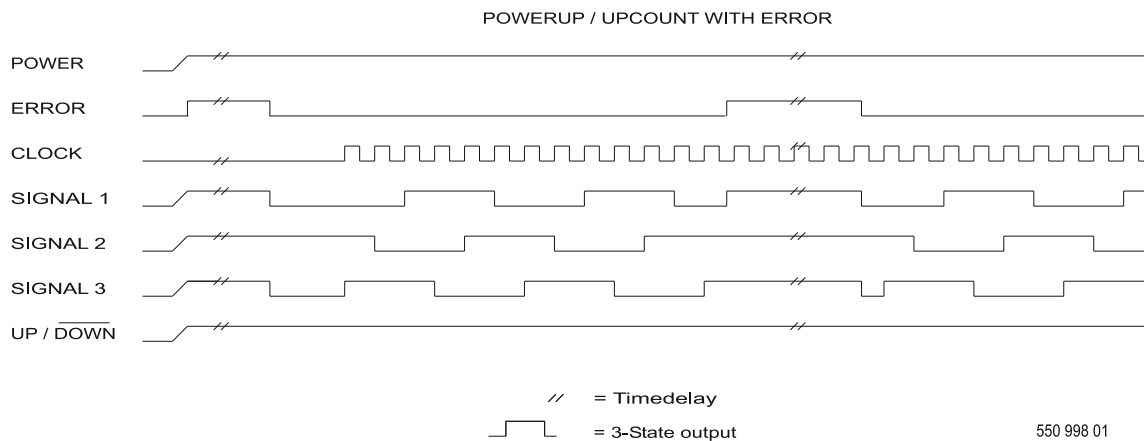 POWERUP / UPCOUNT WITH ERROR
POWER
ERROR
CLOCK
SIGNAL 1
SIGNAL 2
SIGNAL 3
UP / DOWN
// = Timedelay
= 3-State output
550 998 01